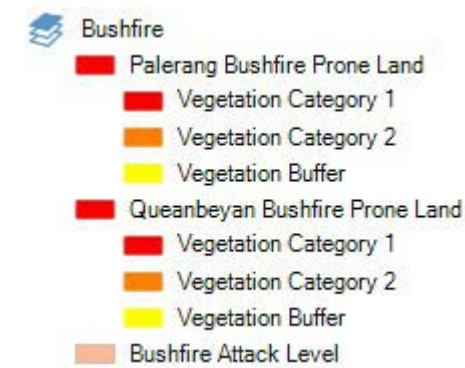 Bushfire
Palerang Bushfire Prone Land
Vegetation Category 1
Vegetation Category 2
Vegetation Buffer
Queanbeyan Bushfire Prone Land
Vegetation Category 1
Vegetation Category 2
Vegetation Buffer
Bushfire Attack Level